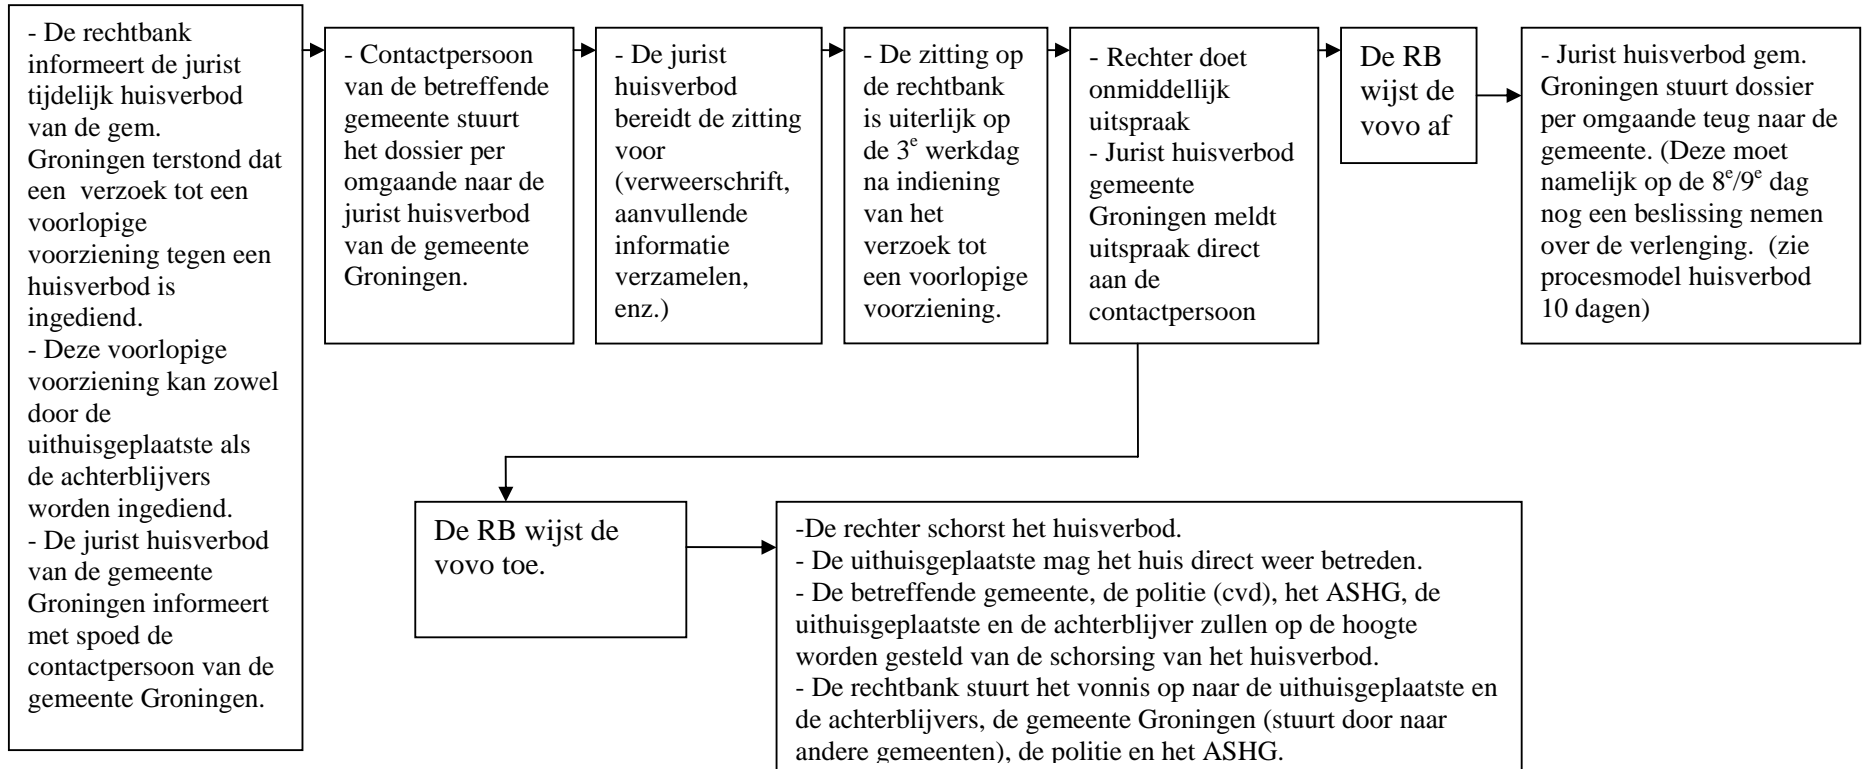 - De rechtbank
informeert de jurist
tijdelijk huisverbod
van de gem.
Groningen terstond dat
een  verzoek tot een
voorlopige
voorziening tegen een
huisverbod is
ingediend.
- Deze voorlopige
voorziening kan zowel
door de
uithuisgeplaatste als
de achterblijvers
worden ingediend.
- De jurist huisverbod
van de gemeente
Groningen informeert
met spoed de
contactpersoon van de
gemeente Groningen.
- Contactpersoon
van de betreffende
gemeente stuurt
het dossier per
omgaande naar de
jurist huisverbod
van de gemeente
Groningen.
- De jurist
huisverbod
bereidt de zitting
voor
(verweerschrift,
aanvullende
informatie
verzamelen,
enz.)
- De zitting op
de rechtbank
is uiterlijk op
de 3e werkdag
na indiening
van het
verzoek tot
een voorlopige
voorziening.
- Rechter doet
onmiddellijk
uitspraak
- Jurist huisverbod
gemeente
Groningen meldt
uitspraak direct
aan de
contactpersoon
De RB
wijst de
vovo af
- Jurist huisverbod gem.
Groningen stuurt dossier
per omgaande teug naar de
gemeente. (Deze moet
namelijk op de 8e/9e dag
nog een beslissing nemen
over de verlenging.  (zie
procesmodel huisverbod
10 dagen)
De RB wijst de
vovo toe.
-De rechter schorst het huisverbod.
- De uithuisgeplaatste mag het huis direct weer betreden.
- De betreffende gemeente, de politie (cvd), het ASHG, de
uithuisgeplaatste en de achterblijver zullen op de hoogte
worden gesteld van de schorsing van het huisverbod.
- De rechtbank stuurt het vonnis op naar de uithuisgeplaatste en
de achterblijvers, de gemeente Groningen (stuurt door naar
andere gemeenten), de politie en het ASHG.